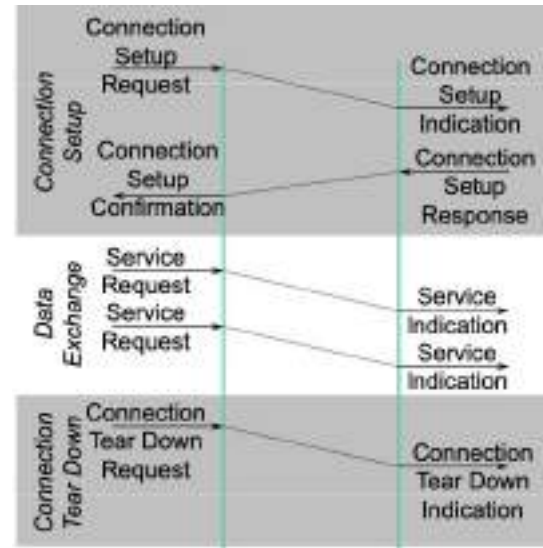 Connection
Setup
Connection
Setup
Request
Connection
Setup
Indication
Connection
Setup
Confirmation
Connection
Setup
Response
Data
Exchange
Service
Request
Service
Indication
Service
Request
Service
Indication
Connection
Tear Down
Connection
Tear Down
Request
Connection
Tear Down
Indication